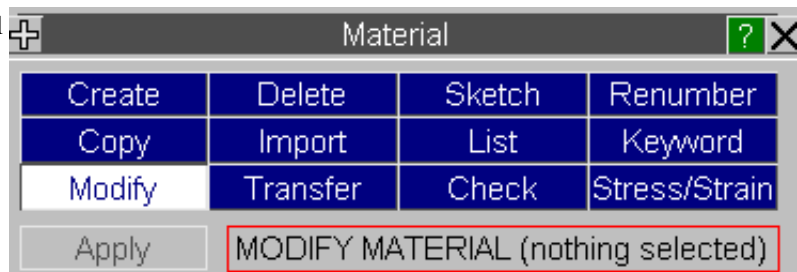 Material ?
Create Delete Sketch Renumber
Copy Import List Keyword
Modify Transfer Check Stress/Strain
Apply MODIFY MATERIAL (nothing selected)